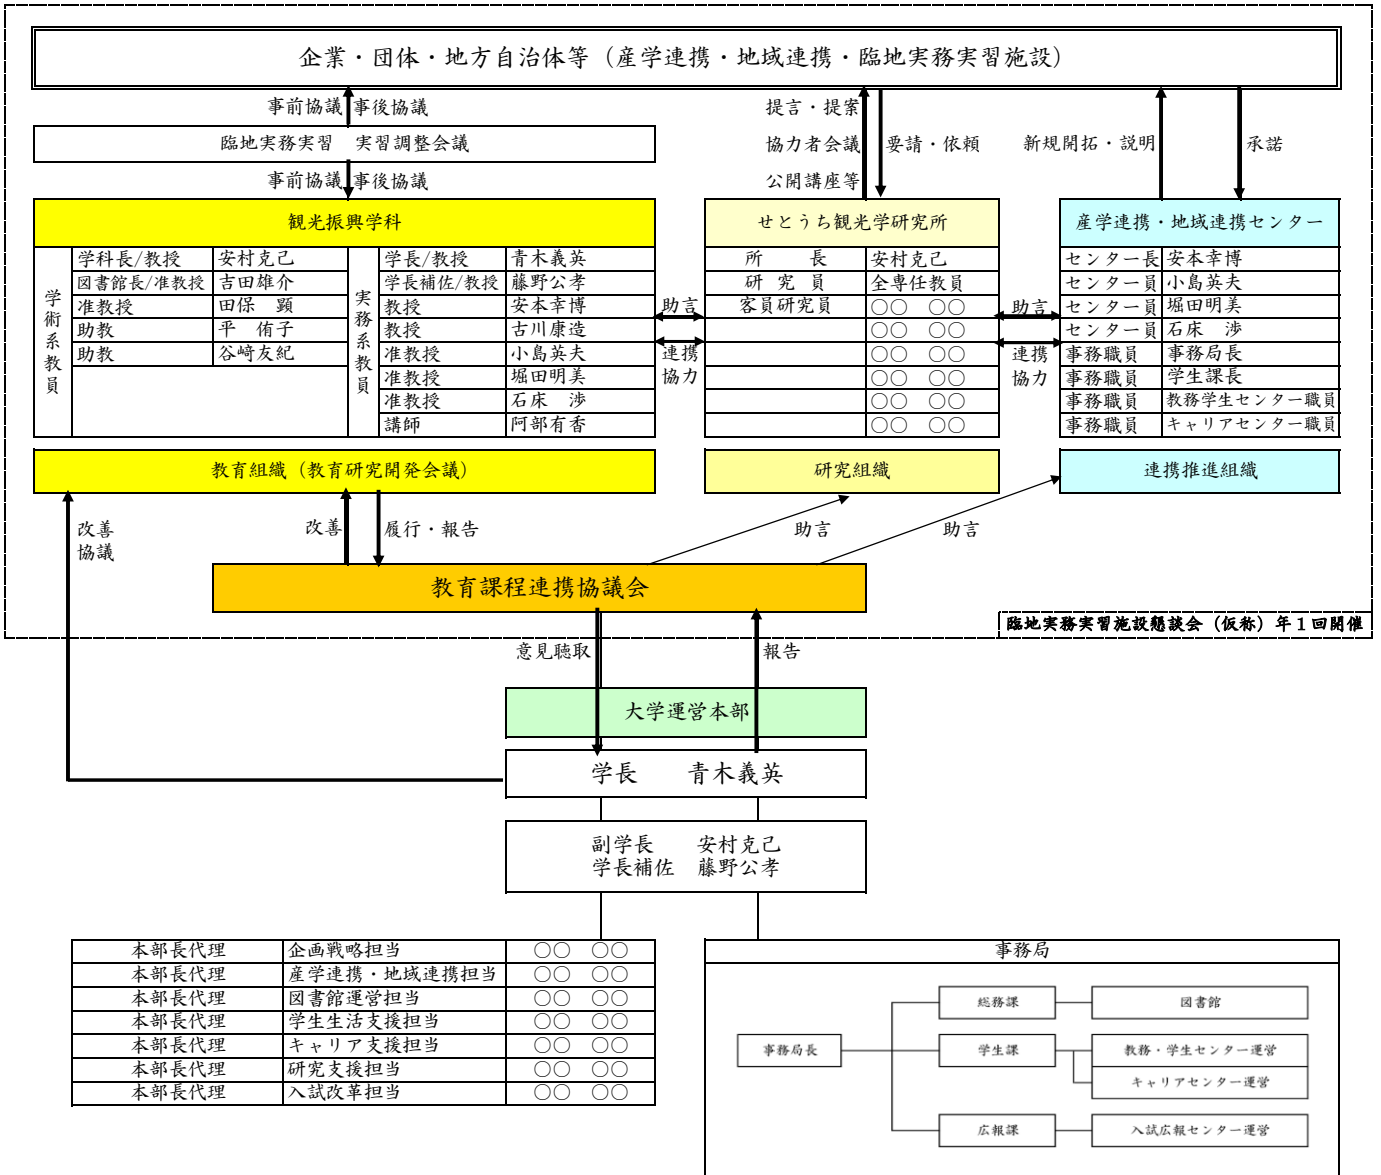 企業・団体・地方自治体等（産学連携・地域連携・臨地実務実習施設）
事前協議 事後協議
臨地実務実習　実習調整会議
事前協議 事後協議
提言・提案
協力者会議
公開講座等
要請・依頼
新規開拓・説明
承諾
観光振興学科
学術系教員
学科長/教授 安村克己
図書館長/准教授 吉田雄介
准教授 田保　顕
助教 平　侑子
助教 谷﨑友紀
実務系教員
学長/教授 青木義英
学長補佐/教授 藤野公孝
教授 安本幸博
教授 古川康造
准教授 小島英夫
准教授 堀田明美
准教授 石床　渉
講師 阿部有香
助言
連携
協力
せとうち観光学研究所
所　　長 安村克己
研 究 員 全専任教員
客員研究員 〇〇　〇〇
〇〇　〇〇
〇〇　〇〇
〇〇　〇〇
〇〇　〇〇
〇〇　〇〇
助言
連携
協力
産学連携・地域連携センター
センター長 安本幸博
センター員 小島英夫
センター員 堀田明美
センター員 石床　渉
事務職員 事務局長
事務職員 学生課長
事務職員 教務学生センター職員
事務職員 キャリアセンター職員
教育組織（教育研究開発会議）
研究組織
連携推進組織
改善
協議
改善
履行・報告
助言
助言
教育課程連携協議会
臨地実務実習施設懇談会（仮称）年１回開催
意見聴取
報告
大学運営本部
学長　　青木義英
副学長　　安村克己
学長補佐　藤野公孝
本部長代理 企画戦略担当 〇〇　〇〇
本部長代理 産学連携・地域連携担当 〇〇　〇〇
本部長代理 図書館運営担当 〇〇　〇〇
本部長代理 学生生活支援担当 〇〇　〇〇
本部長代理 キャリア支援担当 〇〇　〇〇
本部長代理 研究支援担当 〇〇　〇〇
本部長代理 入試改革担当 〇〇　〇〇
事務局
事務局長
総務課
図書館
学生課
教務・学生センター運営
キャリアセンター運営
広報課
入試広報センター運営